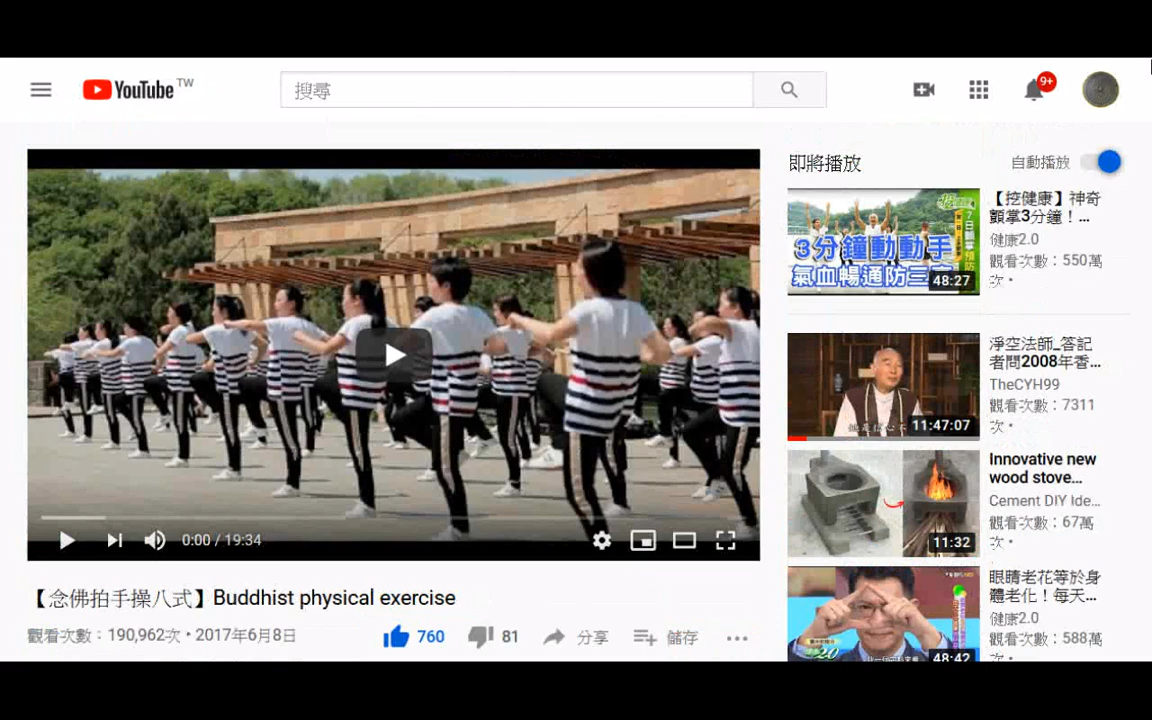 YouTube TW
搜尋
9+
0:00 / 19:34
【念佛拍手操八式】Buddhist physical exercise
觀看次數：190,962次 • 2017年6月8日
760
81
分享
儲存
即將播放
自動播放
3分鐘動動手
48:27
【挖健康】神奇
顫掌3分鐘！...
健康2.0
觀看次數：550萬
次 •
11:47:07
淨空法師_答記
者問2008年香...
TheCYH99
觀看次數：7311
次 •
11:32
Innovative new
wood stove...
Cement DIY Ide...
觀看次數：67萬
次 •
48:42
眼睛老花等於身
體老化！每天...
健康2.0
觀看次數：588萬
次 •